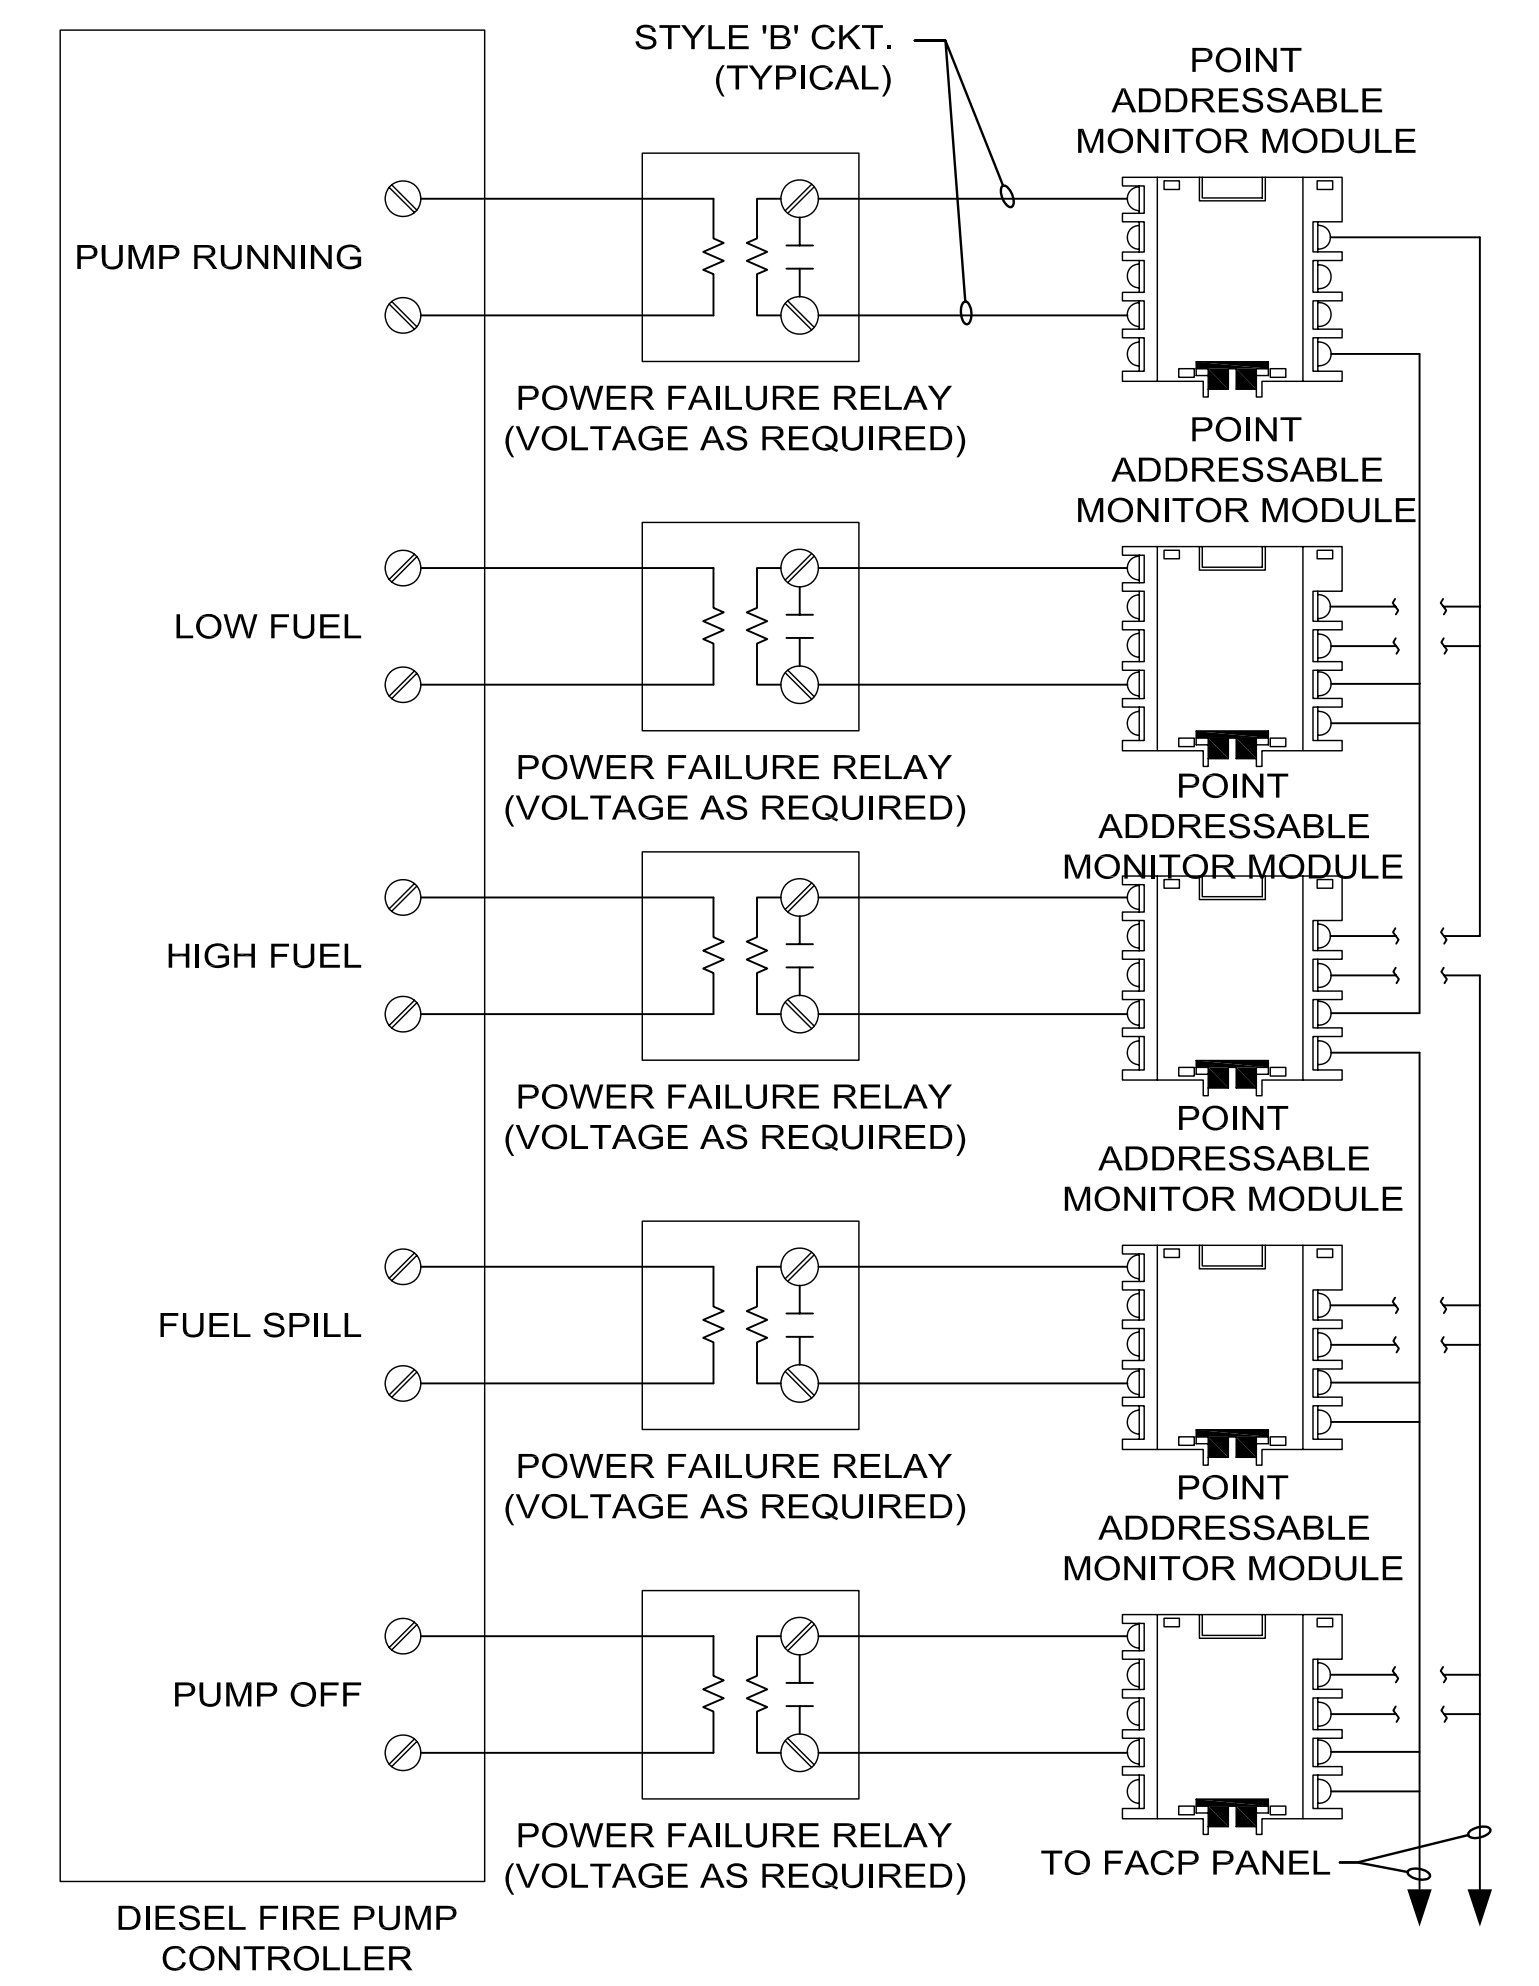 STYLE 'B' CKT.
(TYPICAL)
POINT
ADDRESSABLE
MONITOR MODULE
PUMP RUNNING
POWER FAILURE RELAY
(VOLTAGE AS REQUIRED)
POINT
ADDRESSABLE
MONITOR MODULE
LOW FUEL
POWER FAILURE RELAY
(VOLTAGE AS REQUIRED)
POINT
ADDRESSABLE
MONITOR MODULE
HIGH FUEL
POWER FAILURE RELAY
(VOLTAGE AS REQUIRED)
POINT
ADDRESSABLE
MONITOR MODULE
FUEL SPILL
POWER FAILURE RELAY
(VOLTAGE AS REQUIRED)
POINT
ADDRESSABLE
MONITOR MODULE
PUMP OFF
POWER FAILURE RELAY
(VOLTAGE AS REQUIRED)
TO FACP PANEL
DIESEL FIRE PUMP
CONTROLLER